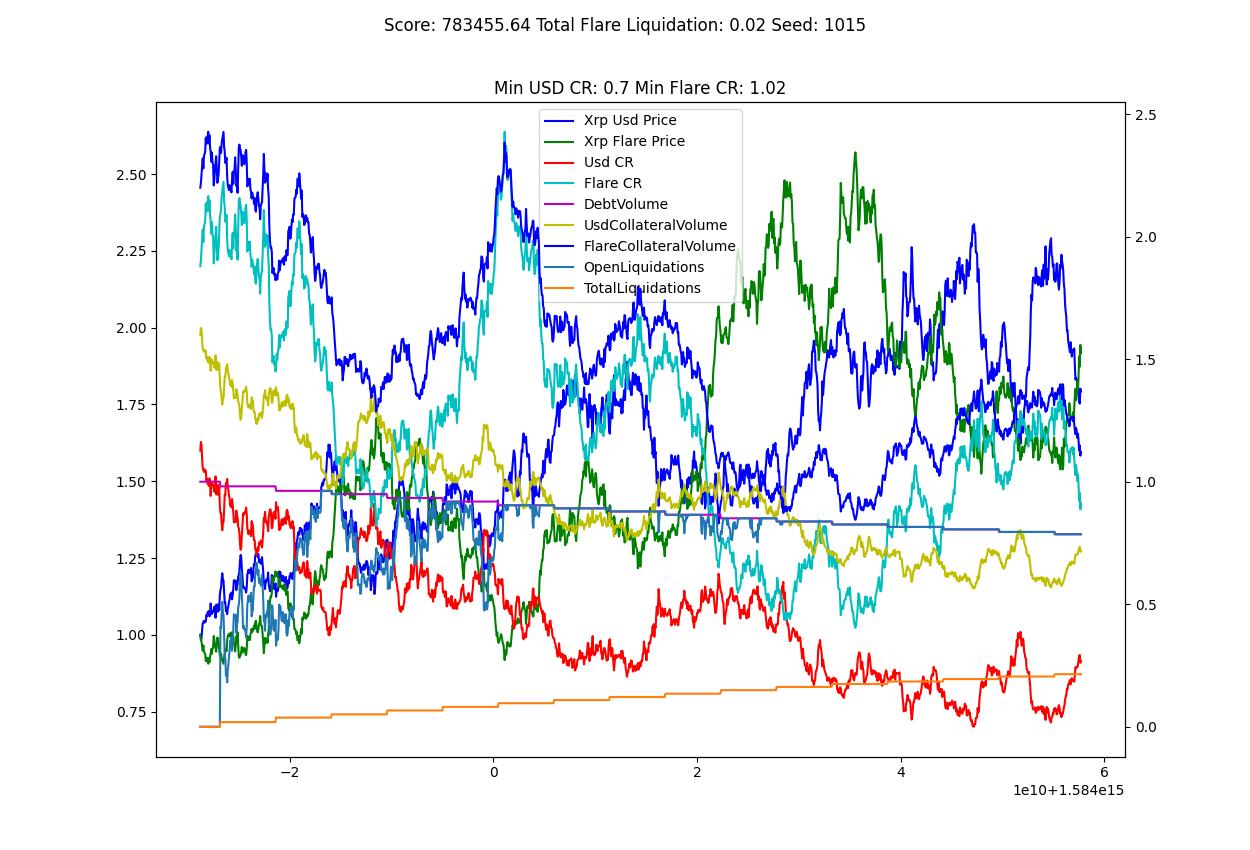 Score: 783455.64 Total Flare Liquidation: 0.02 Seed: 1015
Min USD CR: 0.7 Min Flare CR: 1.02
Xrp Usd Price
Xrp Flare Price
Usd CR
Flare CR
DebtVolume
UsdCollateralVolume
FlareCollateralVolume
OpenLiquidations
TotalLiquidations
2.50
2.25
2.00
1.75
1.50
1.25
1.00
0.75
2.5
2.0
1.5
1.0
0.5
0.0
−2 0 2 4 6
1e10+1.584e15